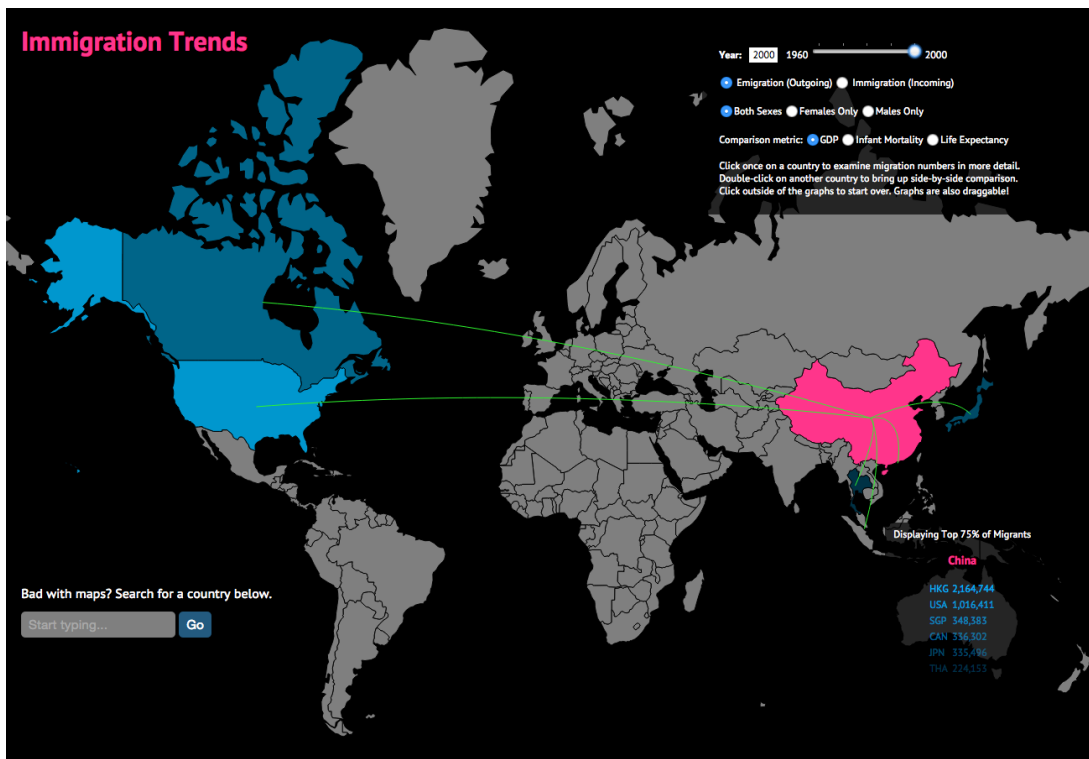 Immigration Trends
Year: 2000 1960 2000
Emigration (Outgoing) Immigration (Incoming)
Both Sexes Females Only Males Only
Comparison metric: GDP Infant Mortality Life Expectancy
Click once on a country to examine migration numbers in more detail.
Double-click on another country to bring up side-by-side comparison.
Click outside of the graphs to start over. Graphs are also draggable!
Displaying Top 75% of Migrants
China
HKG 2,164,744
USA 1,016,411
SGP 348,383
CAN 336,302
JPN 335,496
THA 224,153
Bad with maps? Search for a country below.
Start typing... Go